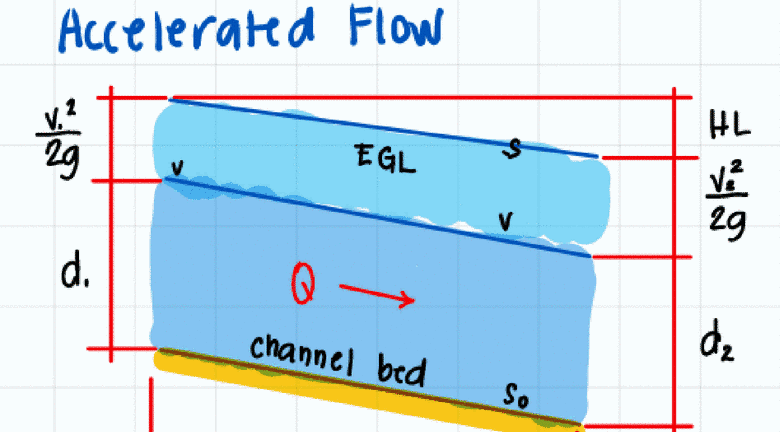 Accelerated Flow
V₁²
2g
HL
EGL
S
V₂²
2g
v
v
d₁
Q
d₂
channel bed
S₀